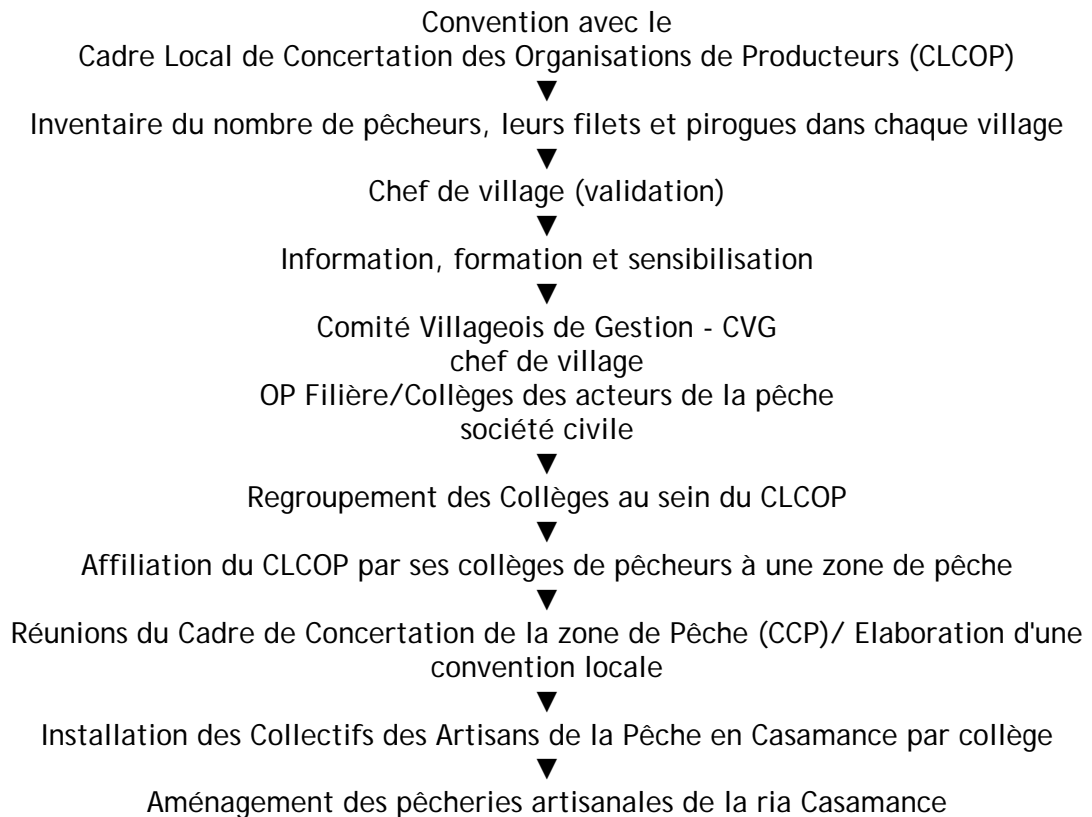 Convention avec le
Cadre Local de Concertation des Organisations de Producteurs (CLCOP)
▼
Inventaire du nombre de pêcheurs, leurs filets et pirogues dans chaque village
▼
Chef de village (validation)
▼
Information, formation et sensibilisation
▼
Comité Villageois de Gestion - CVG
chef de village
OP Filière/Collèges des acteurs de la pêche
société civile
▼
Regroupement des Collèges au sein du CLCOP
▼
Affiliation du CLCOP par ses collèges de pêcheurs à une zone de pêche
▼
Réunions du Cadre de Concertation de la zone de Pêche (CCP)/ Elaboration d'une
convention locale
▼
Installation des Collectifs des Artisans de la Pêche en Casamance par collège
▼
Aménagement des pêcheries artisanales de la ria Casamance